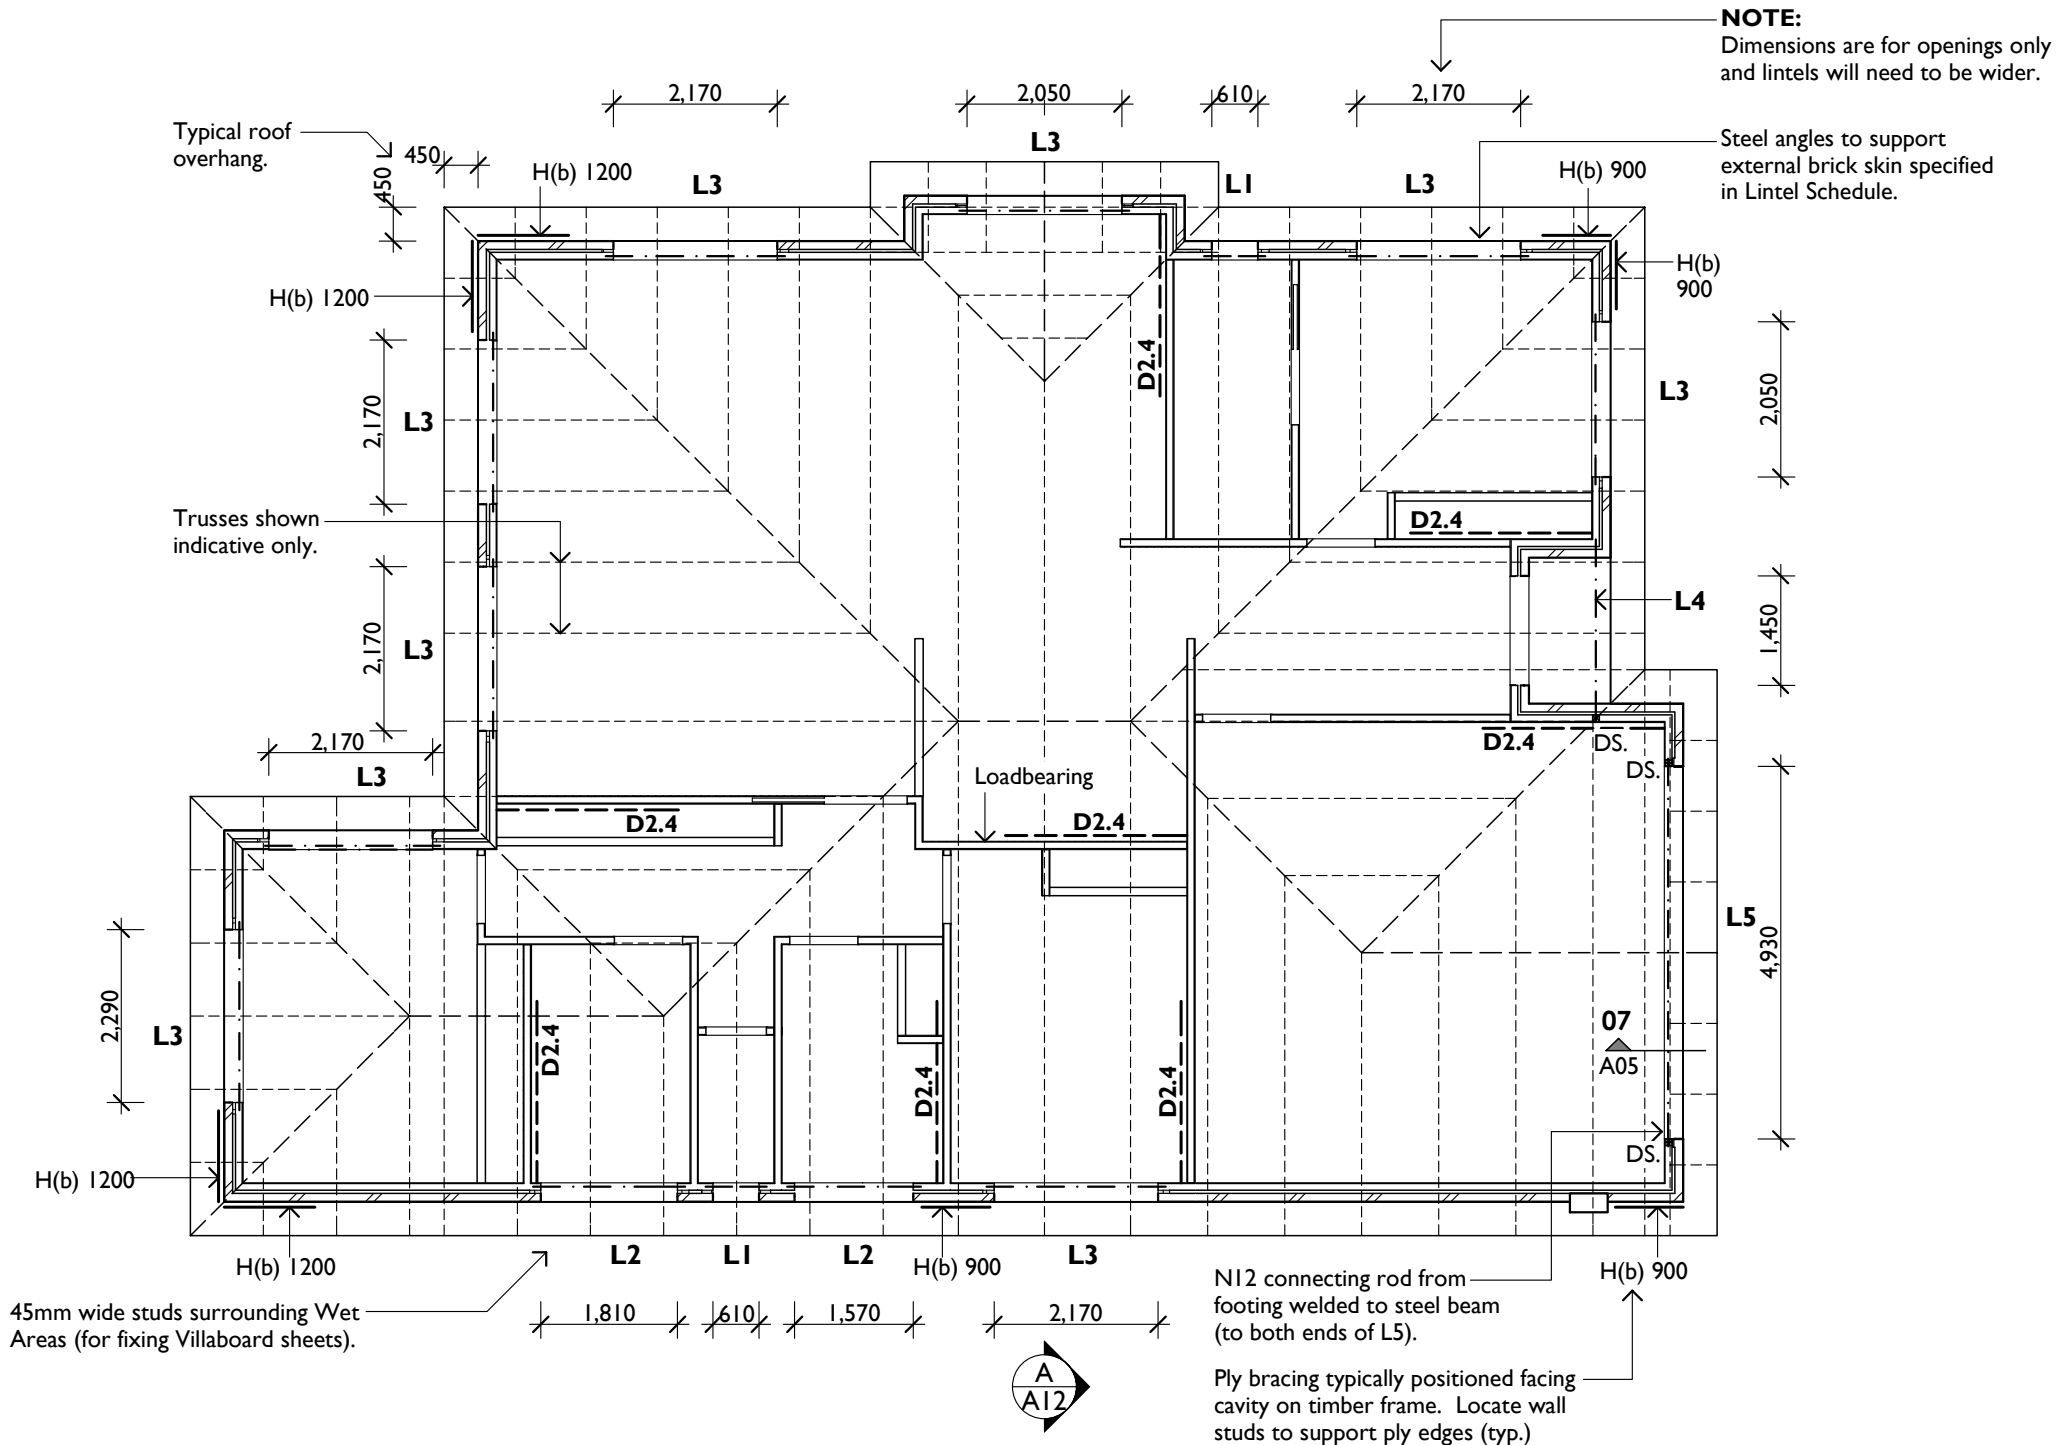 NOTE:
Dimensions are for openings only
and lintels will need to be wider.
2,170
2,050
610
2,170
Typical roof
overhang.
450
450
H(b) 1200
L3
L3
L1
L3
H(b) 900
Steel angles to support
external brick skin specified
in Lintel Schedule.
H(b) 1200
H(b)
900
D2.4
2,170
L3
L3
2,050
Trusses shown
indicative only.
D2.4
L4
2,170
L3
1,450
2,170
L3
D2.4
DS.
DS.
Loadbearing
D2.4
D2.4
L5
4,930
2,290
L3
D2.4
D2.4
D2.4
07
A05
DS.
H(b) 1200
H(b) 1200
L2
L1
L2
H(b) 900
L3
H(b) 900
45mm wide studs surrounding Wet
Areas (for fixing Villaboard sheets).
1,810
610
1,570
2,170
N12 connecting rod from
footing welded to steel beam
(to both ends of L5).
A
A12
Ply bracing typically positioned facing
cavity on timber frame. Locate wall
studs to support ply edges (typ.)